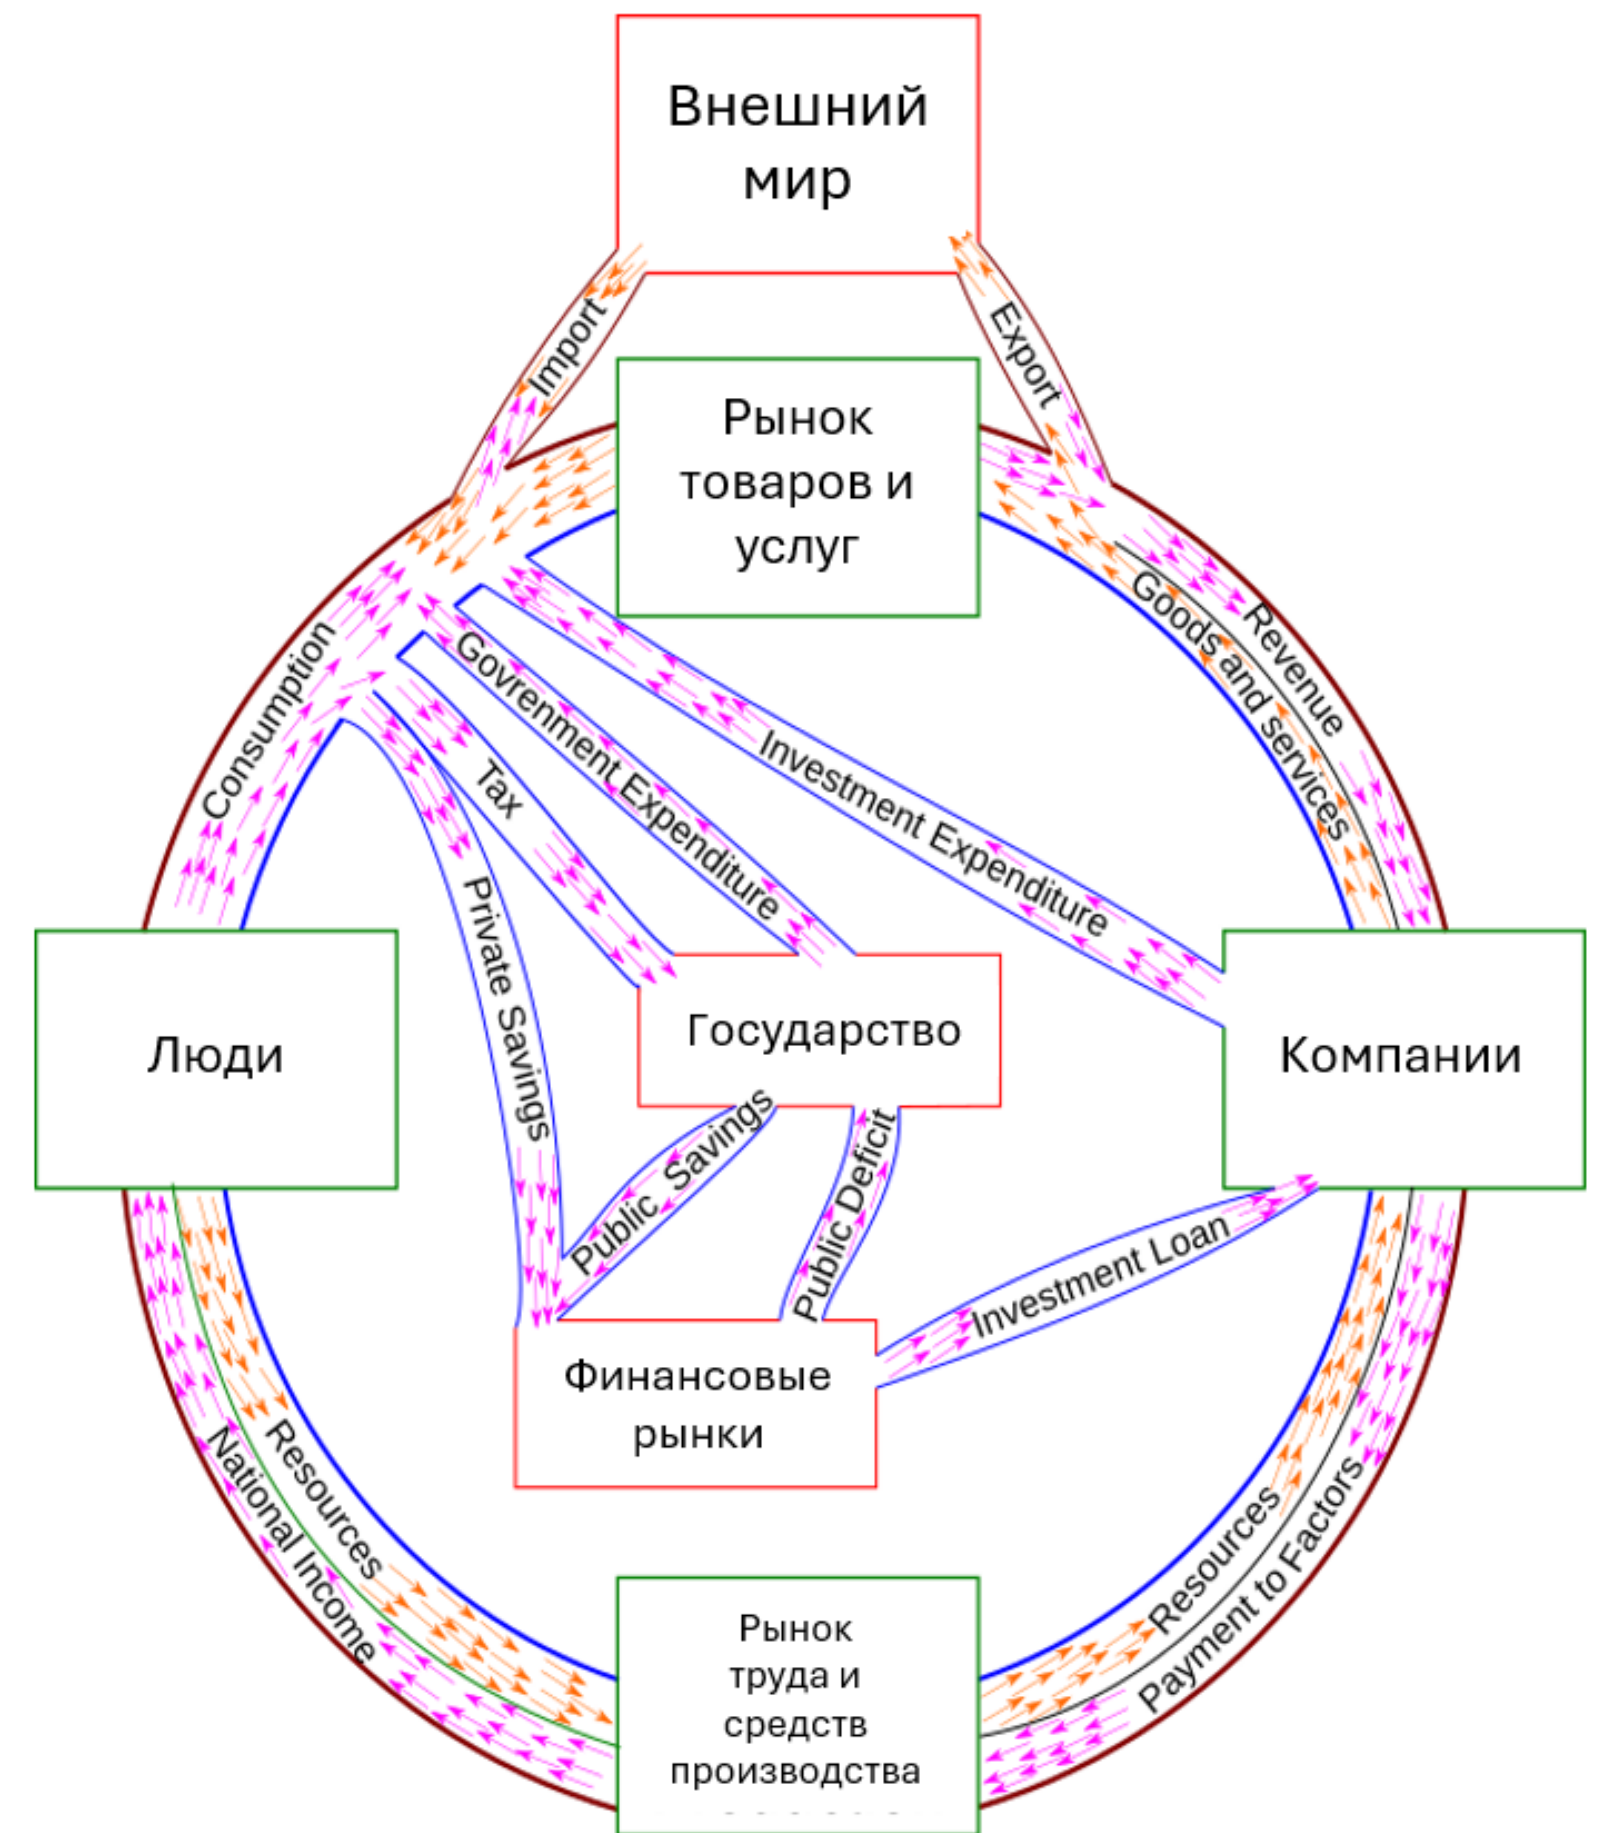 Внешний
мир
Import
Export
Рынок
товаров и
услуг
Consumption
Goods and services
Revenue
Tax
Govrenment Expenditure
Investment Expenditure
Private Savings
Люди
Государство
Компании
Public Savings
Public Deficit
Investment Loan
Финансовые
рынки
National Income
Resources
Resources
Payment to Factors
Рынок
труда и
средств
производства